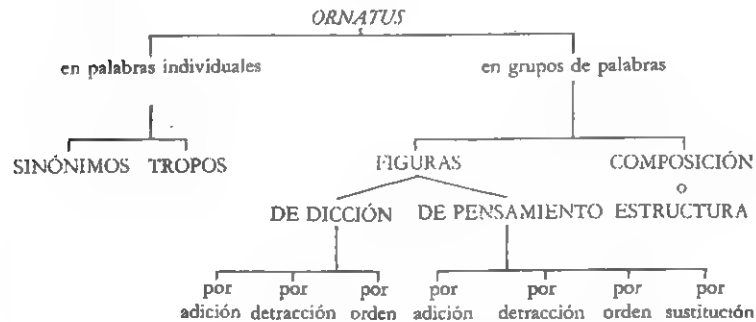 ORNATUS
en palabras individuales en grupos de palabras
SINÓNIMOS TROPOS FIGURAS COMPOSICIÓN
o
DE DICCIÓN DE PENSAMIENTO ESTRUCTURA
por por por por por por por
adición detracción orden adición detracción orden sustitución